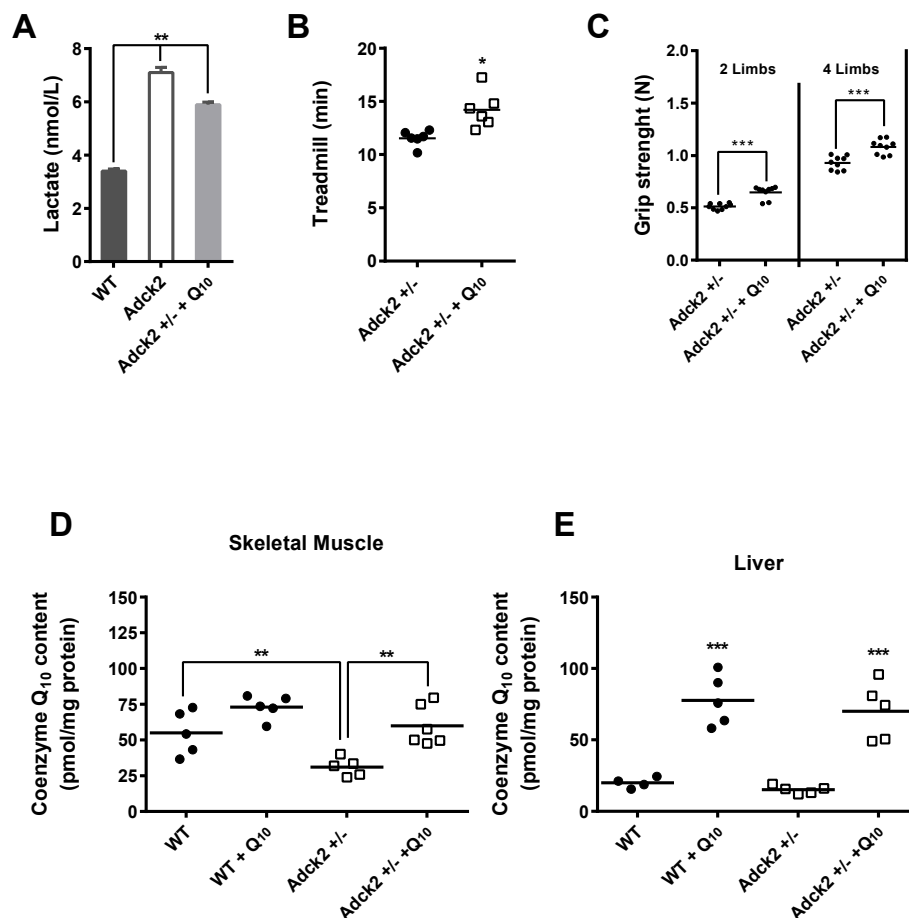 A
**
Lactate (nmol/L)
8
6
4
2
0
WT
Adck2
Adck2 +/- + Q10
B
*
Treadmill (min)
20
15
10
5
0
Adck2 +/-
Adck2 +/- + Q10
C
2 Limbs
4 Limbs
***
***
Grip strenght (N)
2.0
1.5
1.0
0.5
0.0
Adck2 +/-
Adck2 +/- + Q10
Adck2 +/-
Adck2 +/- + Q10
D
Skeletal Muscle
Coenzyme Q10 content
(pmol/mg protein)
150
100
75
50
25
0
**
**
WT
WT + Q10
Adck2 +/-
Adck2 +/- +Q10
E
Liver
Coenzyme Q10 content
(pmol/mg protein)
150
100
50
0
***
***
WT
WT + Q10
Adck2 +/-
Adck2 +/- +Q10